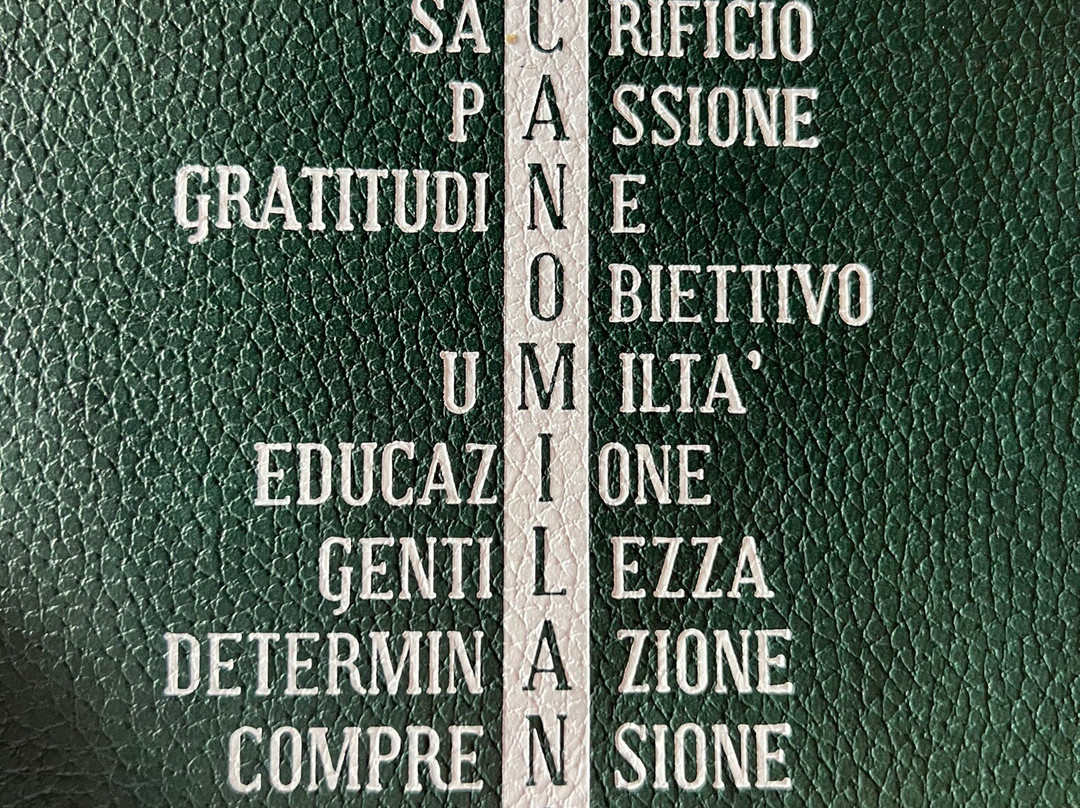 SACRIFICIO
PASSIONE
GRATITUDINE
OBIETTIVO
UMILTA'
EDUCAZIONE
GENTILEZZA
DETERMINAZIONE
COMPRENSIONE